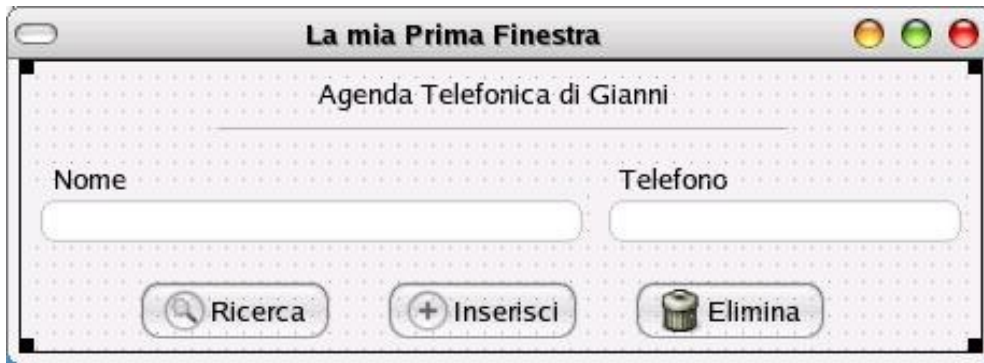 La mia Prima Finestra
Agenda Telefonica di Gianni
Nome Telefono
Ricerca Inserisci Elimina